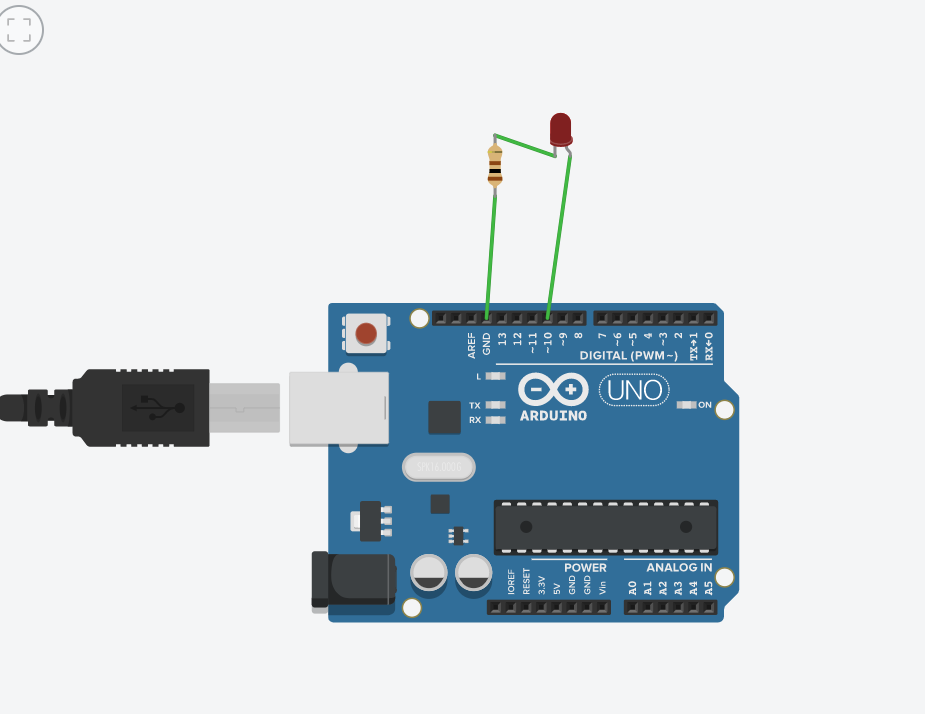 AREF
GND
13
12
~11
~10
~9
8
7
~6
~5
4
~3
2
TX→1
RX←0
DIGITAL (PWM~)
L
TX
RX
ARDUINO
UNO
ON
POWER
ANALOG IN
IOREF
RESET
3.3V
5V
GND
GND
Vin
A0
A1
A2
A3
A4
A5